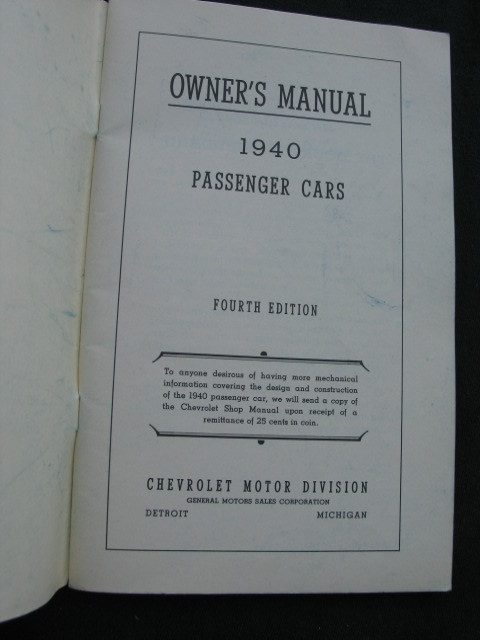 OWNER'S MANUAL
1940
PASSENGER CARS
FOURTH EDITION
To anyone desirous of having more mechanical
information covering the design and construction
of the 1940 passenger car, we will send a copy of
the Chevrolet Shop Manual upon receipt of a
remittance of 25 cents in coin.
CHEVROLET MOTOR DIVISION
GENERAL MOTORS SALES CORPORATION
DETROIT MICHIGAN